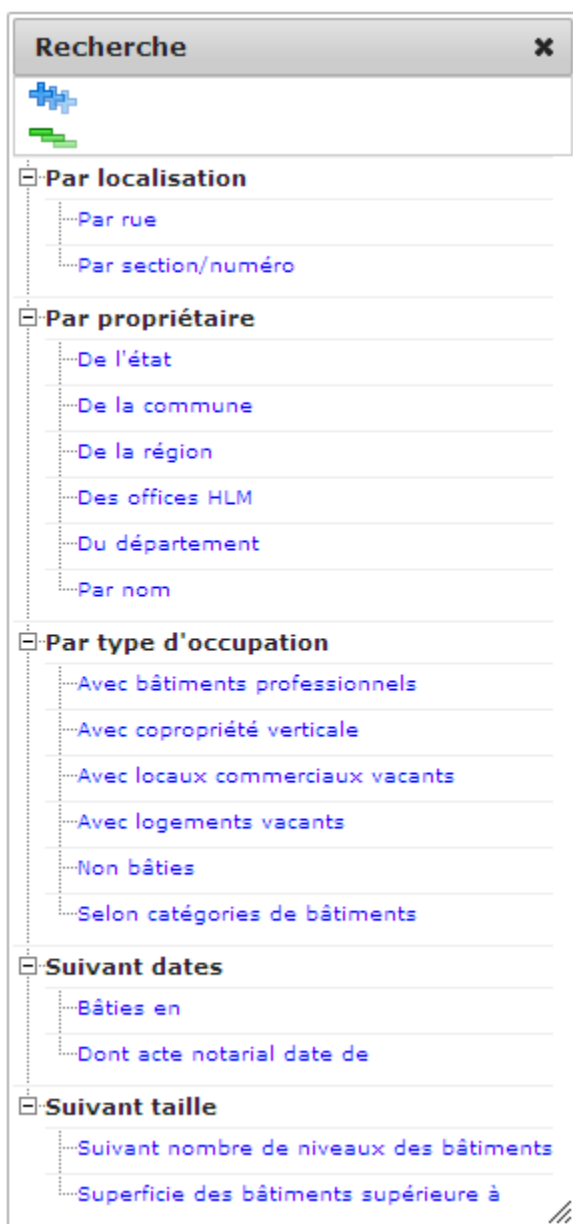 Recherche
Par localisation
Par rue
Par section/numéro
Par propriétaire
De l'état
De la commune
De la région
Des offices HLM
Du département
Par nom
Par type d'occupation
Avec bâtiments professionnels
Avec copropriété verticale
Avec locaux commerciaux vacants
Avec logements vacants
Non bâties
Selon catégories de bâtiments
Suivant dates
Bâties en
Dont acte notarial date de
Suivant taille
Suivant nombre de niveaux des bâtiments
Superficie des bâtiments supérieure à